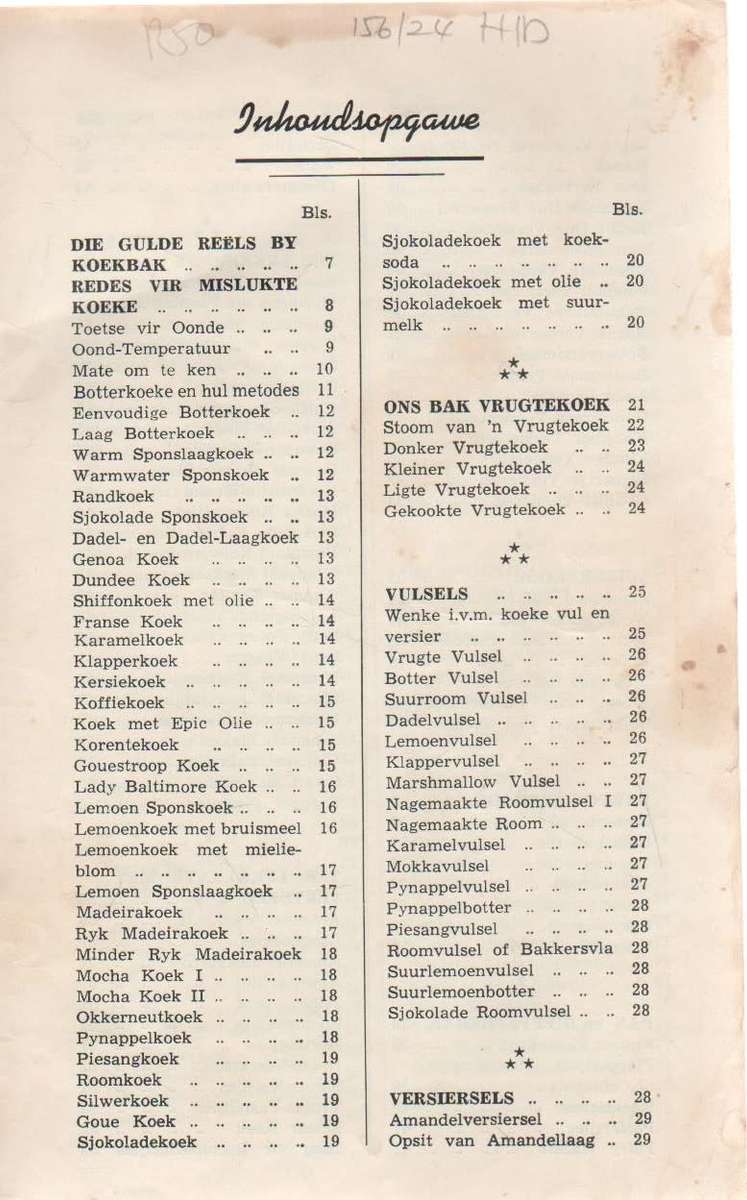 R50 156/24 H/D
Inhoudsopgawe
Bls.
DIE GULDE REËLS BY
KOEKBAK .. .. .. .. .. 7
REDES VIR MISLUKTE
KOEKE .. .. .. .. .. .. 8
Toetse vir Oonde .. .. .. 9
Oond-Temperatuur .. .. 9
Mate om te ken .. .. .. 10
Botterkoeke en hul metodes 11
Eenvoudige Botterkoek .. 12
Laag Botterkoek .. .. .. 12
Warm Sponslaagkoek .. .. 12
Warmwater Sponskoek .. 12
Randkoek .. .. .. .. .. 13
Sjokolade Sponskoek .. .. 13
Dadel- en Dadel-Laagkoek 13
Genoa Koek .. .. .. .. 13
Dundee Koek .. .. .. .. 13
Shiffonkoek met olie .. .. 14
Franse Koek .. .. .. .. 14
Karamelkoek .. .. .. .. 14
Klapperkoek .. .. .. .. 14
Kersiekoek .. .. .. .. .. 14
Koffiekoek .. .. .. .. .. 15
Koek met Epic Olie .. .. 15
Korentekoek .. .. .. .. 15
Gouestroop Koek .. .. .. 15
Lady Baltimore Koek .. .. 16
Lemoen Sponskoek .. .. .. 16
Lemoenkoek met bruismeel 16
Lemoenkoek met mielie-
blom .. .. .. .. .. .. .. 17
Lemoen Sponslaagkoek .. 17
Madeirakoek .. .. .. .. 17
Ryk Madeirakoek .. .. .. 17
Minder Ryk Madeirakoek 18
Mocha Koek I .. .. .. .. 18
Mocha Koek II .. .. .. .. 18
Okkerneutkoek .. .. .. .. 18
Pynappelkoek .. .. .. .. 18
Piesangkoek .. .. .. .. 19
Roomkoek .. .. .. .. .. 19
Silwerkoek .. .. .. .. .. 19
Goue Koek .. .. .. .. .. 19
Sjokoladekoek .. .. .. .. 19
Bls.
Sjokoladekoek met koek-
soda .. .. .. .. .. .. .. 20
Sjokoladekoek met olie .. 20
Sjokoladekoek met suur-
melk .. .. .. .. .. .. .. 20
ONS BAK VRUGTEKOEK 21
Stoom van 'n Vrugtekoek 22
Donker Vrugtekoek .. .. 23
Kleiner Vrugtekoek .. .. 24
Ligte Vrugtekoek .. .. .. 24
Gekookte Vrugtekoek .. .. 24
VULSELS .. .. .. .. .. 25
Wenke i.v.m. koeke vul en
versier .. .. .. .. .. .. 25
Vrugte Vulsel .. .. .. .. 26
Botter Vulsel .. .. .. .. 26
Suurroom Vulsel .. .. .. 26
Dadelvulsel .. .. .. .. .. 26
Lemoenvulsel .. .. .. .. 26
Klappervulsel .. .. .. .. 27
Marshmallow Vulsel .. .. 27
Nagemaakte Roomvulsel I 27
Nagemaakte Room .. .. .. 27
Karamelvulsel .. .. .. .. 27
Mokkavulsel .. .. .. .. 27
Pynappelvulsel .. .. .. .. 27
Pynappelbotter .. .. .. .. 28
Piesangvulsel .. .. .. .. 28
Roomvulsel of Bakkersvla 28
Suurlemoenvulsel .. .. .. 28
Suurlemoenbotter .. .. .. 28
Sjokolade Roomvulsel .. .. 28
VERSIERSELS .. .. .. .. 28
Amandelversiersel .. .. .. 29
Opsit van Amandellaag .. 29